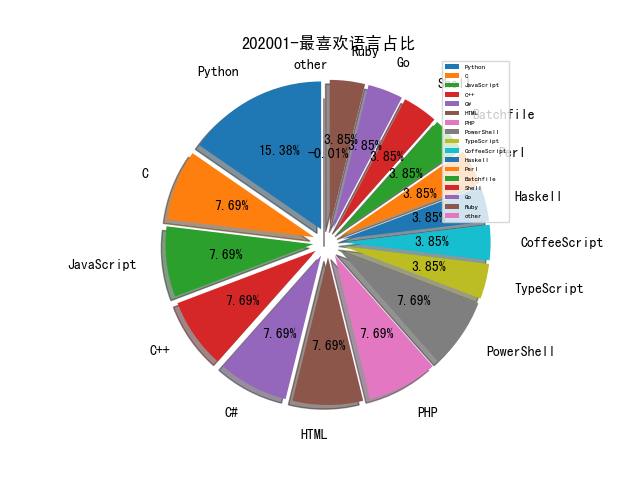 202001-最喜欢语言占比
Python
other
Ruby
Go
Shell
Batchfile
Perl
Haskell
CoffeeScript
TypeScript
PowerShell
PHP
HTML
C#
C++
JavaScript
C
15.38%
-0.01%
3.85%
3.85%
3.85%
3.85%
3.85%
3.85%
3.85%
3.85%
7.69%
7.69%
7.69%
7.69%
7.69%
7.69%
7.69%
Python
C
JavaScript
C++
C#
HTML
PHP
PowerShell
TypeScript
CoffeeScript
Haskell
Perl
Batchfile
Shell
Go
Ruby
other